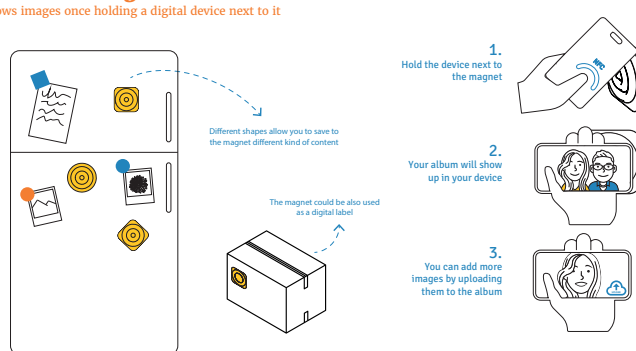 ows images once holding a digital device next to it
Different shapes allow you to save to
the magnet different kind of content
The magnet could be also used
as a digital label
1.
Hold the device next to
the magnet
NFC
2.
Your album will show
up in your device
3.
You can add more
images by uploading
them to the album